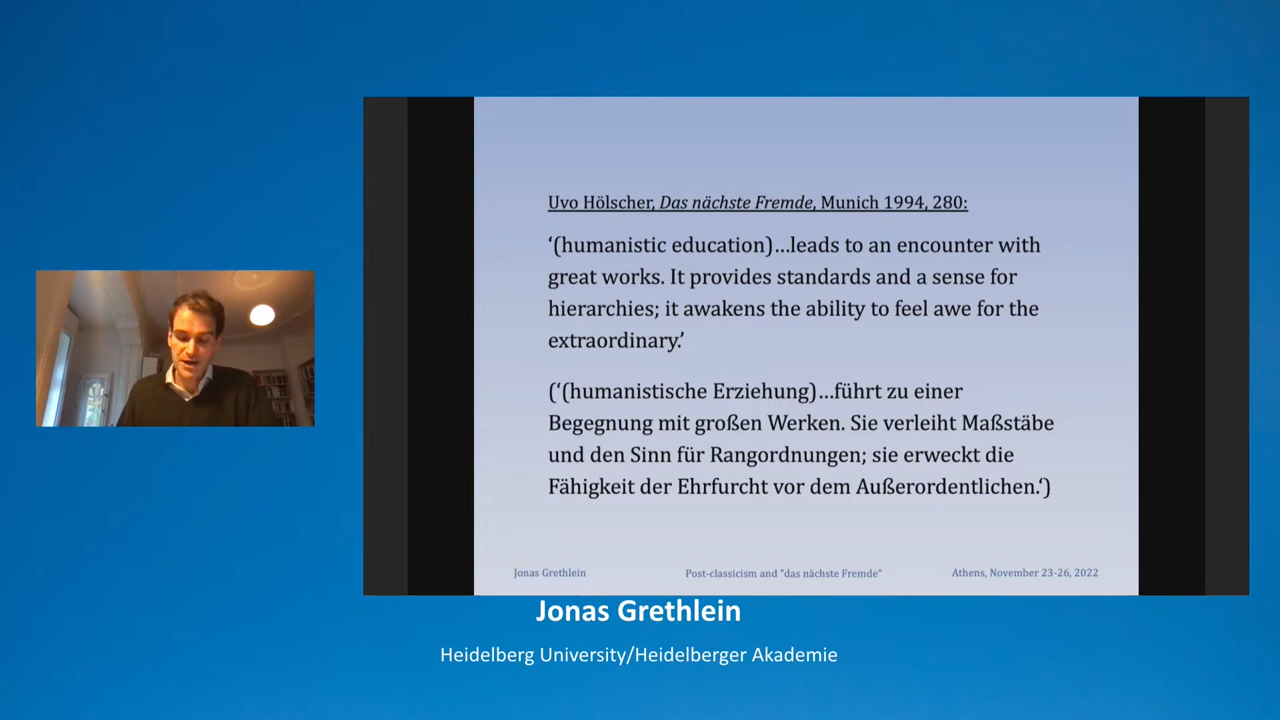 Uvo Hölscher, Das nächste Fremde, Munich 1994, 280:
‘(humanistic education)…leads to an encounter with
great works. It provides standards and a sense for
hierarchies; it awakens the ability to feel awe for the
extraordinary.’
(‘(humanistische Erziehung)…führt zu einer
Begegnung mit großen Werken. Sie verleiht Maßstäbe
und den Sinn für Rangordnungen; sie erweckt die
Fähigkeit der Ehrfurcht vor dem Außerordentlichen.‘)
Jonas Grethlein Post-classicism and "das nächste Fremde" Athens, November 23-26, 2022
Jonas Grethlein
Heidelberg University/Heidelberger Akademie